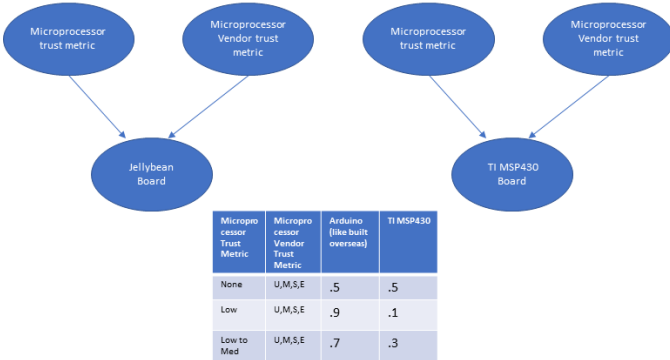 Microprocessor
trust metric
Microprocessor
Vendor trust
metric
Microprocessor
trust metric
Microprocessor
Vendor trust
metric
Jellybean
Board
TI MSP430
Board
Micropro
cessor
Trust
Metric
Micropro
cessor
Vendor
Trust
Metric
Arduino
(like built
overseas)
TI MSP430
None
U,M,S,E
.5
.5
Low
U,M,S,E
.9
.1
Low to
Med
U,M,S,E
.7
.3